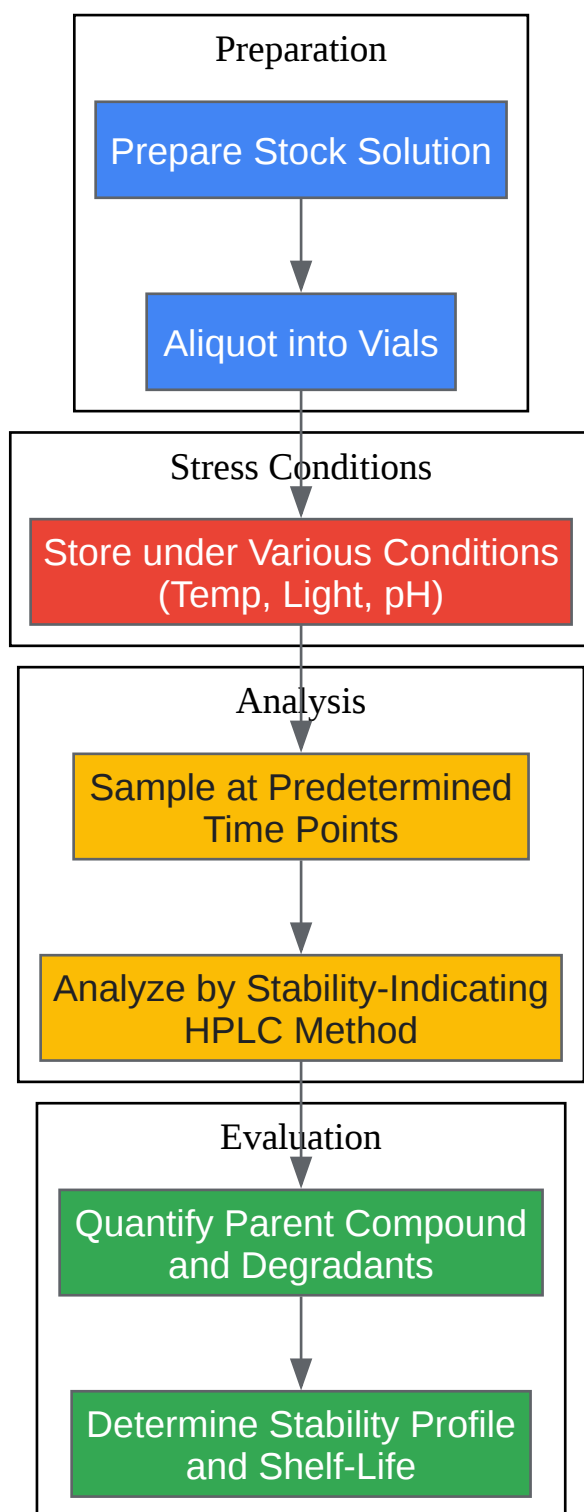 Preparation
Prepare Stock Solution
Aliquot into Vials
Stress Conditions
Store under Various Conditions
(Temp, Light, pH)
Analysis
Sample at Predetermined
Time Points
Analyze by Stability-Indicating
HPLC Method
Evaluation
Quantify Parent Compound
and Degradants
Determine Stability Profile
and Shelf-Life